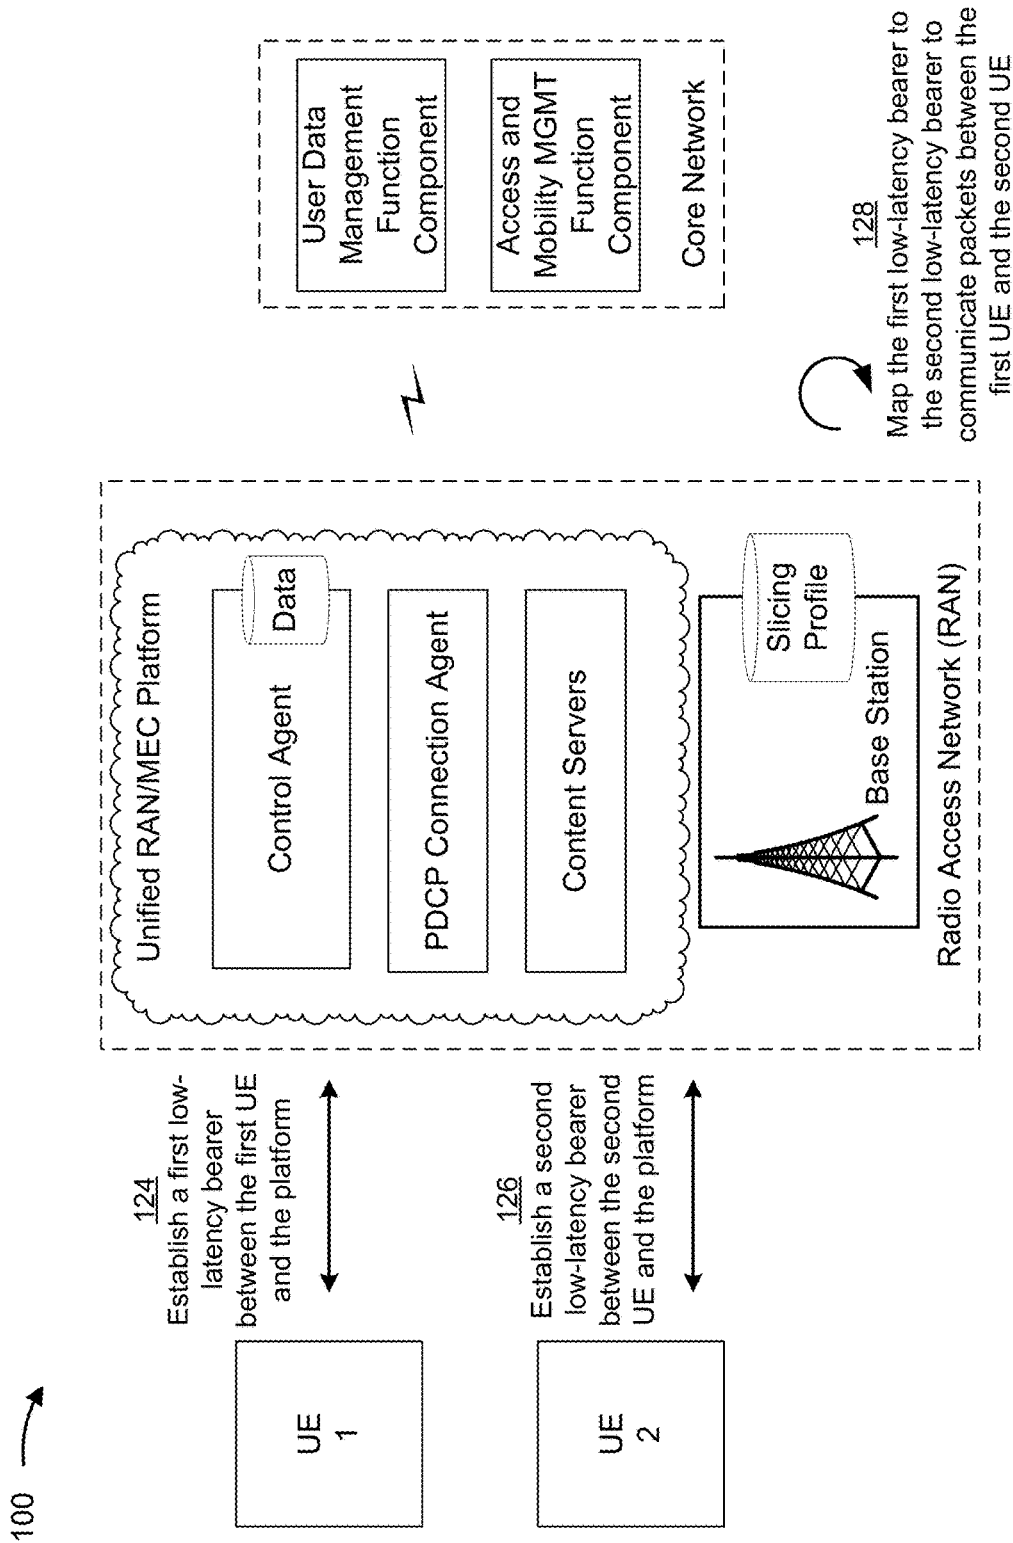 100
UE
1
UE
2
124
Establish a first low-
latency bearer
between the first UE
and the platform
126
Establish a second
low-latency bearer
between the second
UE and the platform
Unified RAN/MEC Platform
Control Agent
Data
PDCP Connection Agent
Content Servers
Slicing
Profile
Base Station
Radio Access Network (RAN)
User Data
Management
Function
Component
Access and
Mobility MGMT
Function
Component
Core Network
128
Map the first low-latency bearer to
the second low-latency bearer to
communicate packets between the
first UE and the second UE